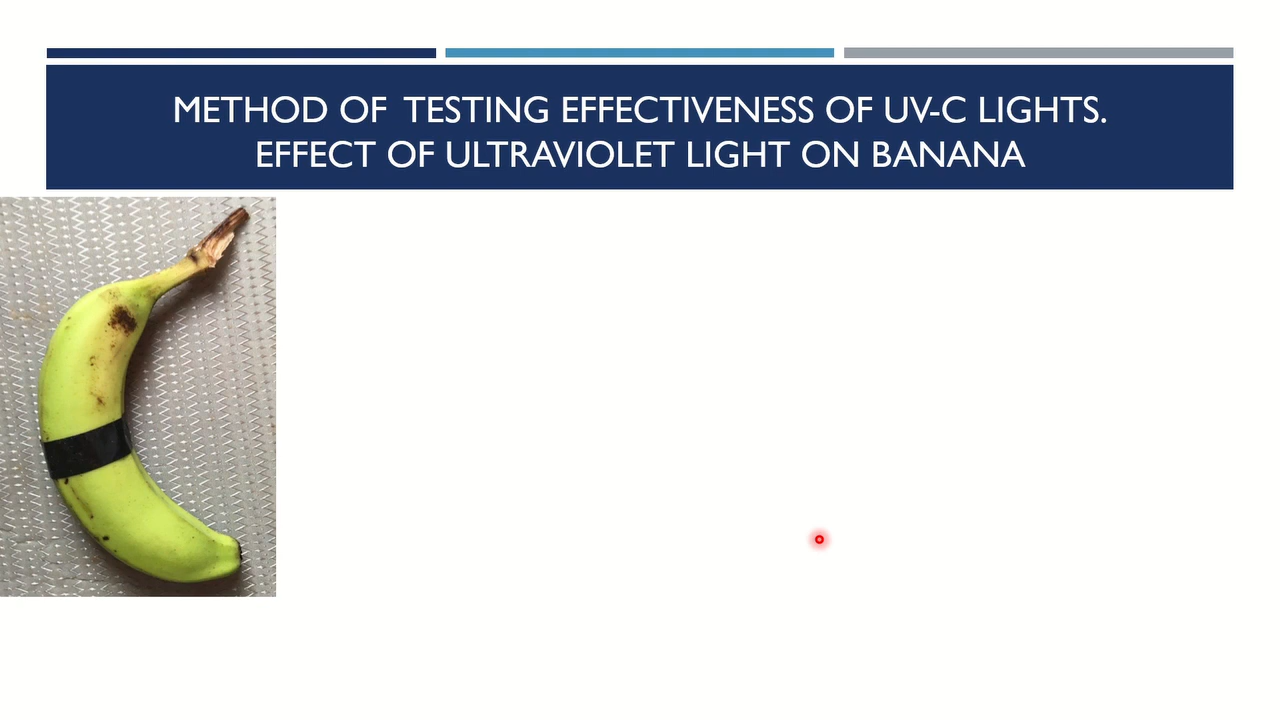 METHOD OF TESTING EFFECTIVENESS OF UV-C LIGHTS.
EFFECT OF ULTRAVIOLET LIGHT ON BANANA